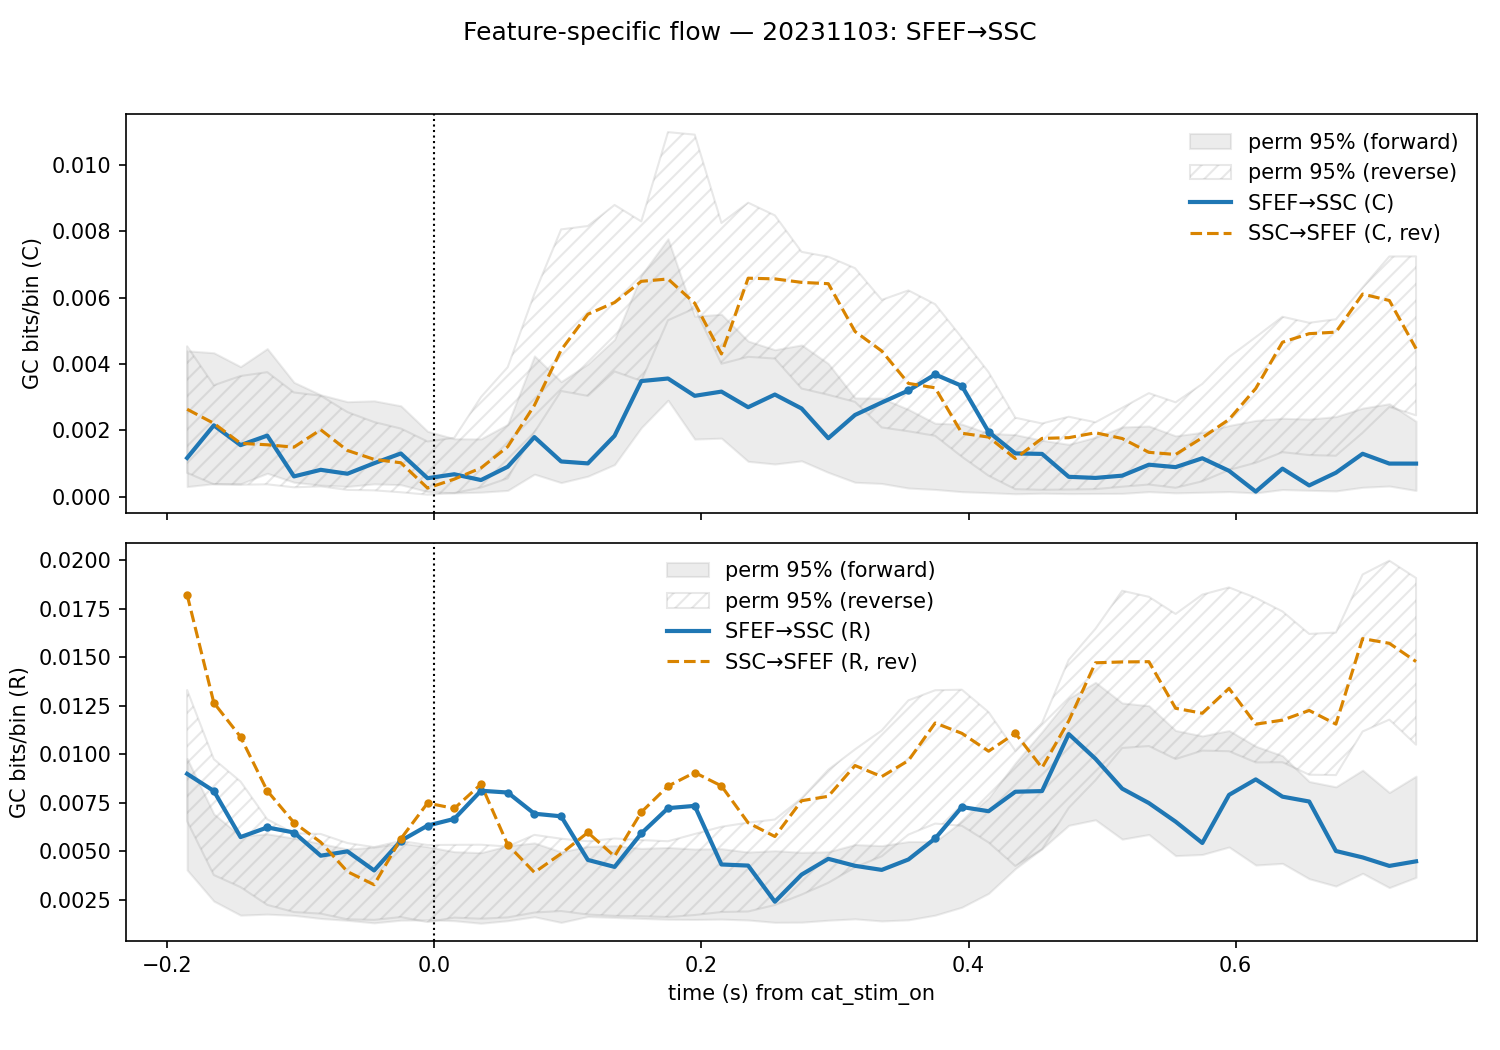 Feature-specific flow — 20231103: SFEF→SSC
GC bits/bin (C)
0.010
0.008
0.006
0.004
0.002
0.000
perm 95% (forward)
perm 95% (reverse)
SFEF→SSC (C)
SSC→SFEF (C, rev)
GC bits/bin (R)
0.0200
0.0175
0.0150
0.0125
0.0100
0.0075
0.0050
0.0025
perm 95% (forward)
perm 95% (reverse)
SFEF→SSC (R)
SSC→SFEF (R, rev)
−0.2 0.0 0.2 0.4 0.6
time (s) from cat_stim_on